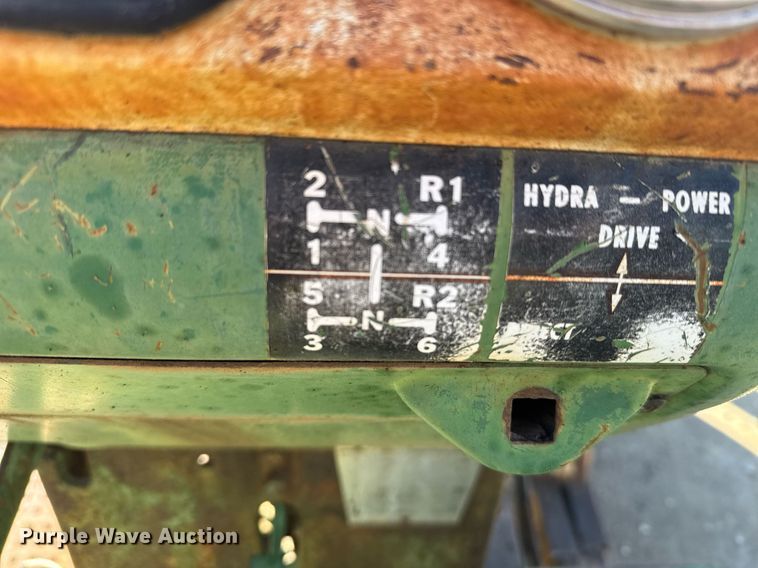 2 R1
N
1 4
5 R2
N
3 6
HYDRA — POWER
DRIVE
Purple Wave Auction